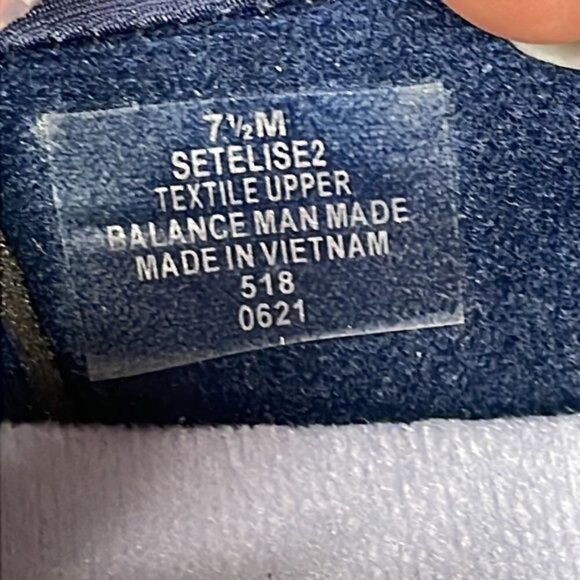 7½M
SETELISE2
TEXTILE UPPER
BALANCE MAN MADE
MADE IN VIETNAM
518
0621